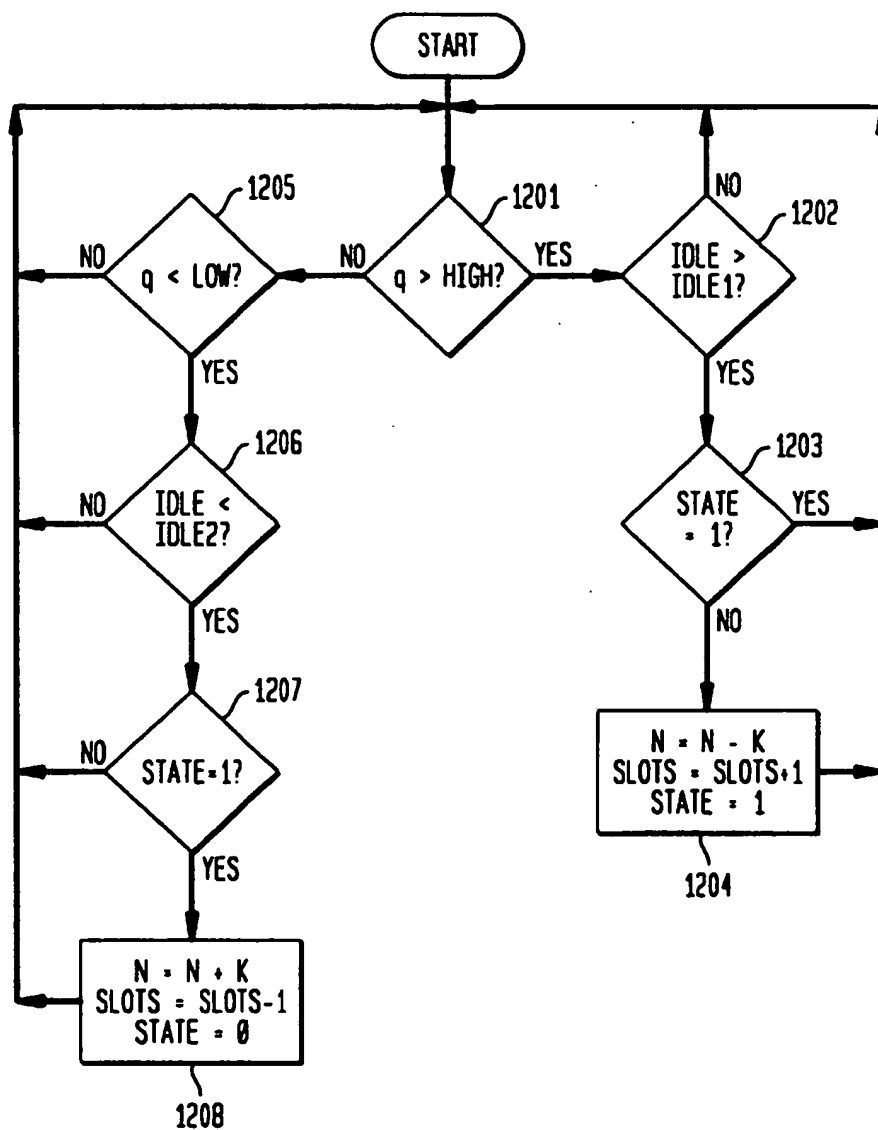 START
1205
1201
1202
NO
q < LOW?
NO
q > HIGH?
YES
NO
IDLE >
IDLE1?
YES
YES
1206
1203
NO
IDLE <
IDLE2?
STATE
= 1?
YES
YES
NO
1207
NO
STATE=1?
N = N - K
SLOTS = SLOTS+1
STATE = 1
YES
1204
N = N + K
SLOTS = SLOTS-1
STATE = 0
1208